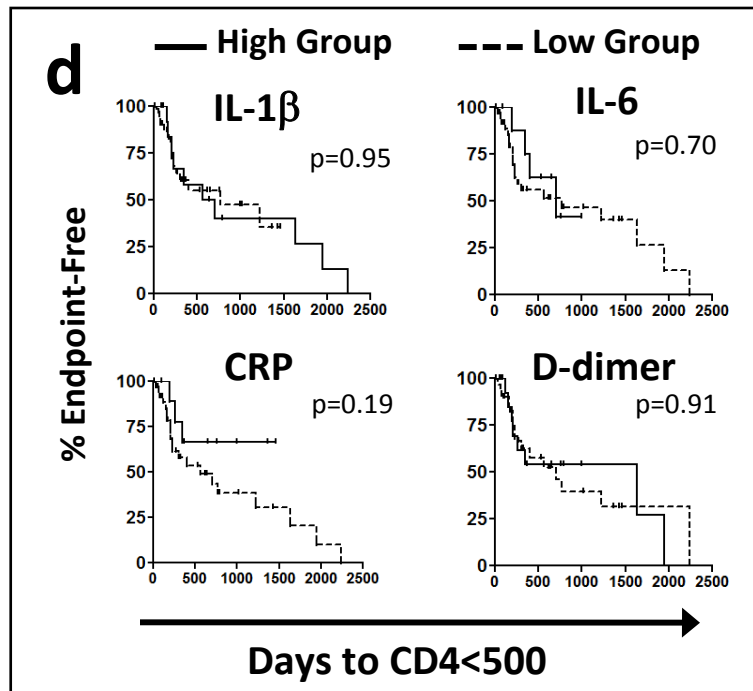 d
High Group
Low Group
% Endpoint-Free
IL-1β
p=0.95
100
75
50
25
0
0 500 1000 1500 2000 2500
IL-6
p=0.70
100
75
50
25
0
0 500 1000 1500 2000 2500
CRP
p=0.19
100
75
50
25
0
0 500 1000 1500 2000 2500
D-dimer
p=0.91
100
75
50
25
0
0 500 1000 1500 2000 2500
Days to CD4<500